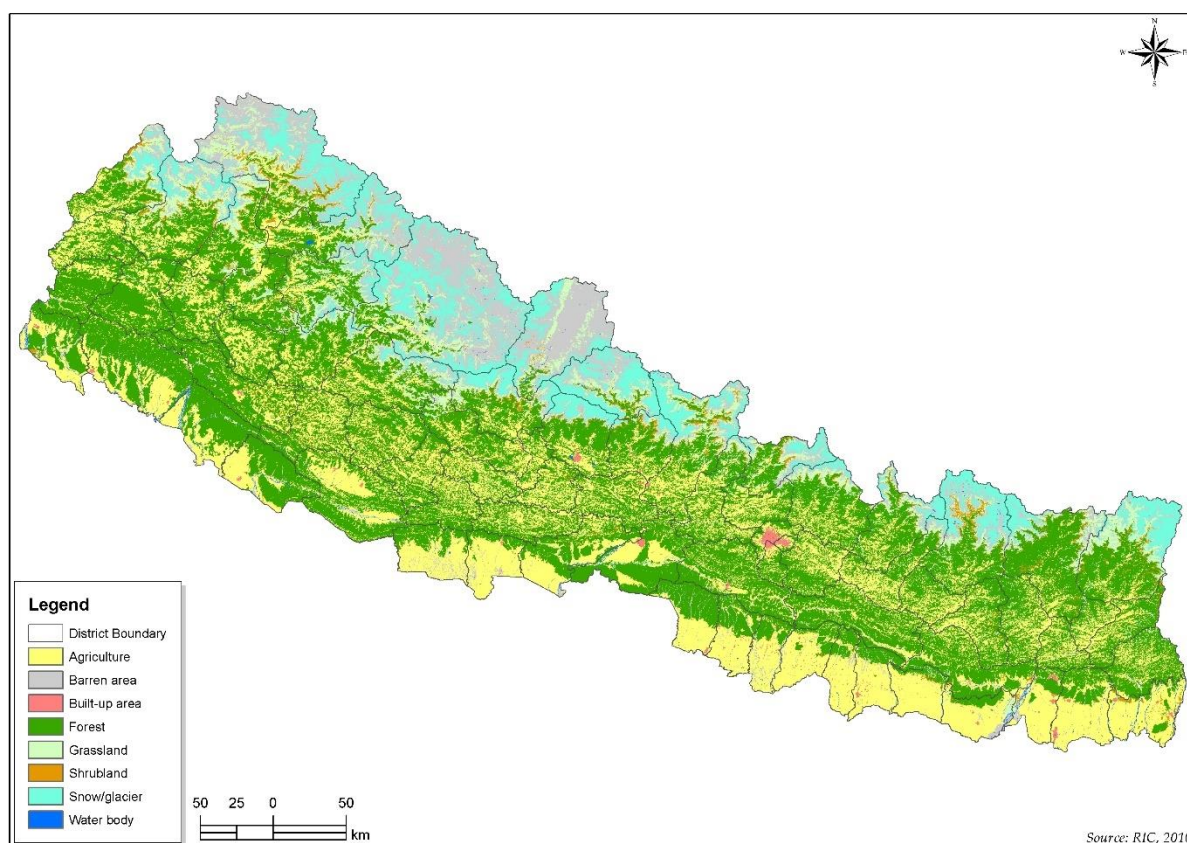 N
W E
S
Legend
District Boundary
Agriculture
Barren area
Built-up area
Forest
Grassland
Shrubland
Snow/glacier
Water body
50 25 0 50
km
Source: RIC, 2010